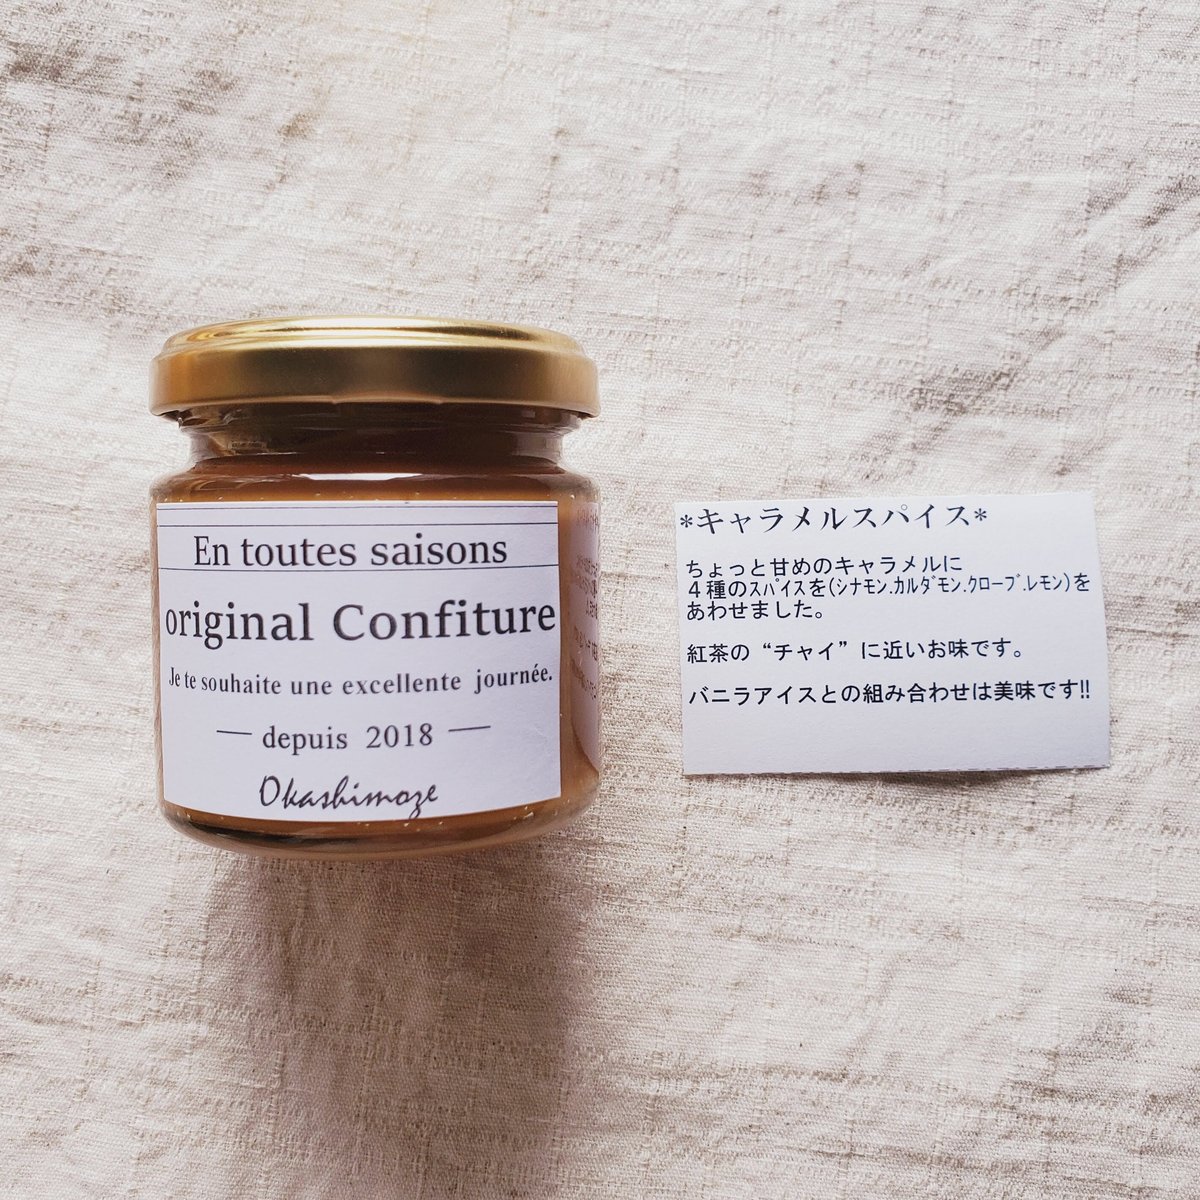 En toutes saisons
original Confiture
Je te souhaite une excellente journée.
depuis 2018
Okashimoze
*キャラメルスパイス*
ちょっと甘めのキャラメルに
4種のｽﾊﾟｲｽを(ｼﾅﾓﾝ.ｶﾙﾀﾞﾓﾝ.ｸﾛｰﾌﾞ.ﾚﾓﾝ)を
あわせました。
紅茶の“チャイ”に近いお味です。
バニラアイスとの組み合わせは美味です!!